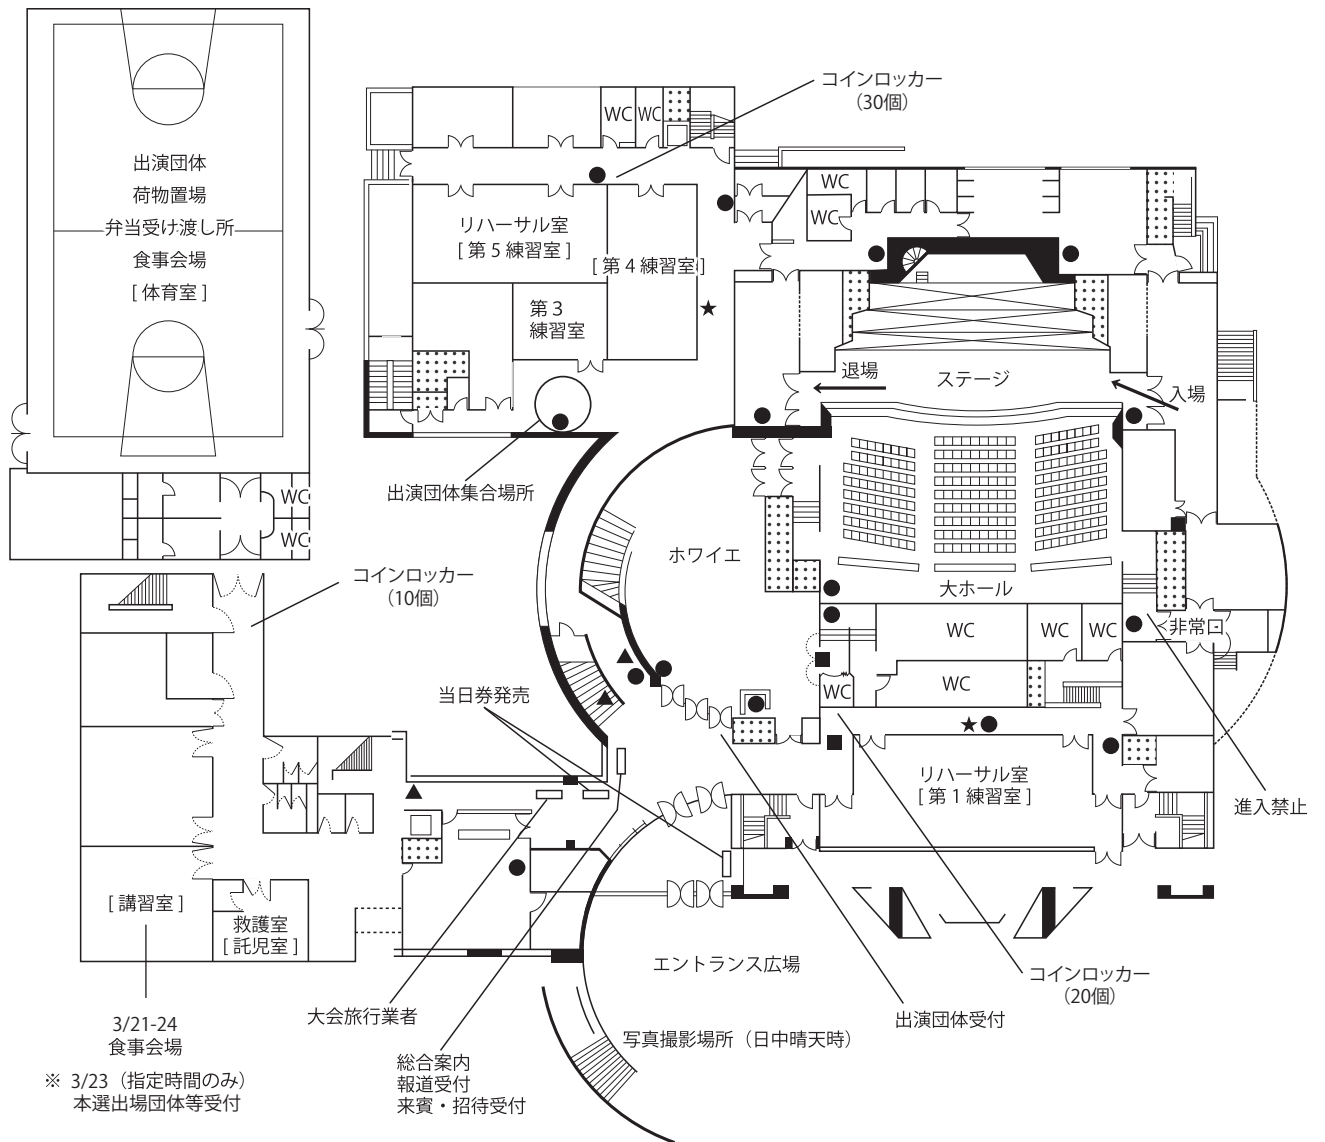 コインロッカー
（30個）
WC
WC
出演団体
荷物置場
弁当受け渡し所
食事会場
[ 体育室 ]
リハーサル室
[ 第５練習室 ]
[ 第４練習室 ]
第３
練習室
WC
WC
退場
ステージ
入場
出演団体集合場所
WC
WC
ホワイエ
大ホール
コインロッカー
（10個）
WC
WC
WC
非常口
WC
WC
当日券発売
リハーサル室
[ 第１練習室 ]
進入禁止
[ 講習室 ]
救護室
[ 託児室 ]
エントランス広場
コインロッカー
（20個）
大会旅行業者
出演団体受付
3/21-24
食事会場
写真撮影場所（日中晴天時）
総合案内
報道受付
来賓・招待受付
※ 3/23（指定時間のみ）
本選出場団体等受付